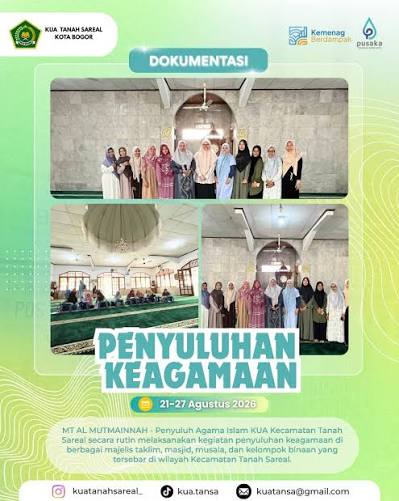 KUA TANAH SAREAL
KOTA BOGOR
Kemenag
Berdampak
pusaka
DOKUMENTASI
PENYULUHAN
KEAGAMAAN
21-27 Agustus 2026
MT AL MUTMAINNAH - Penyuluh Agama Islam KUA Kecamatan Tanah
Sareal secara rutin melaksanakan kegiatan penyuluhan keagamaan di
berbagai majelis taklim, masjid, musala, dan kelompok binaan yang
tersebar di wilayah Kecamatan Tanah Sareal.
kuatanahsareal_
kua.tansa
kuatansa@gmail.com